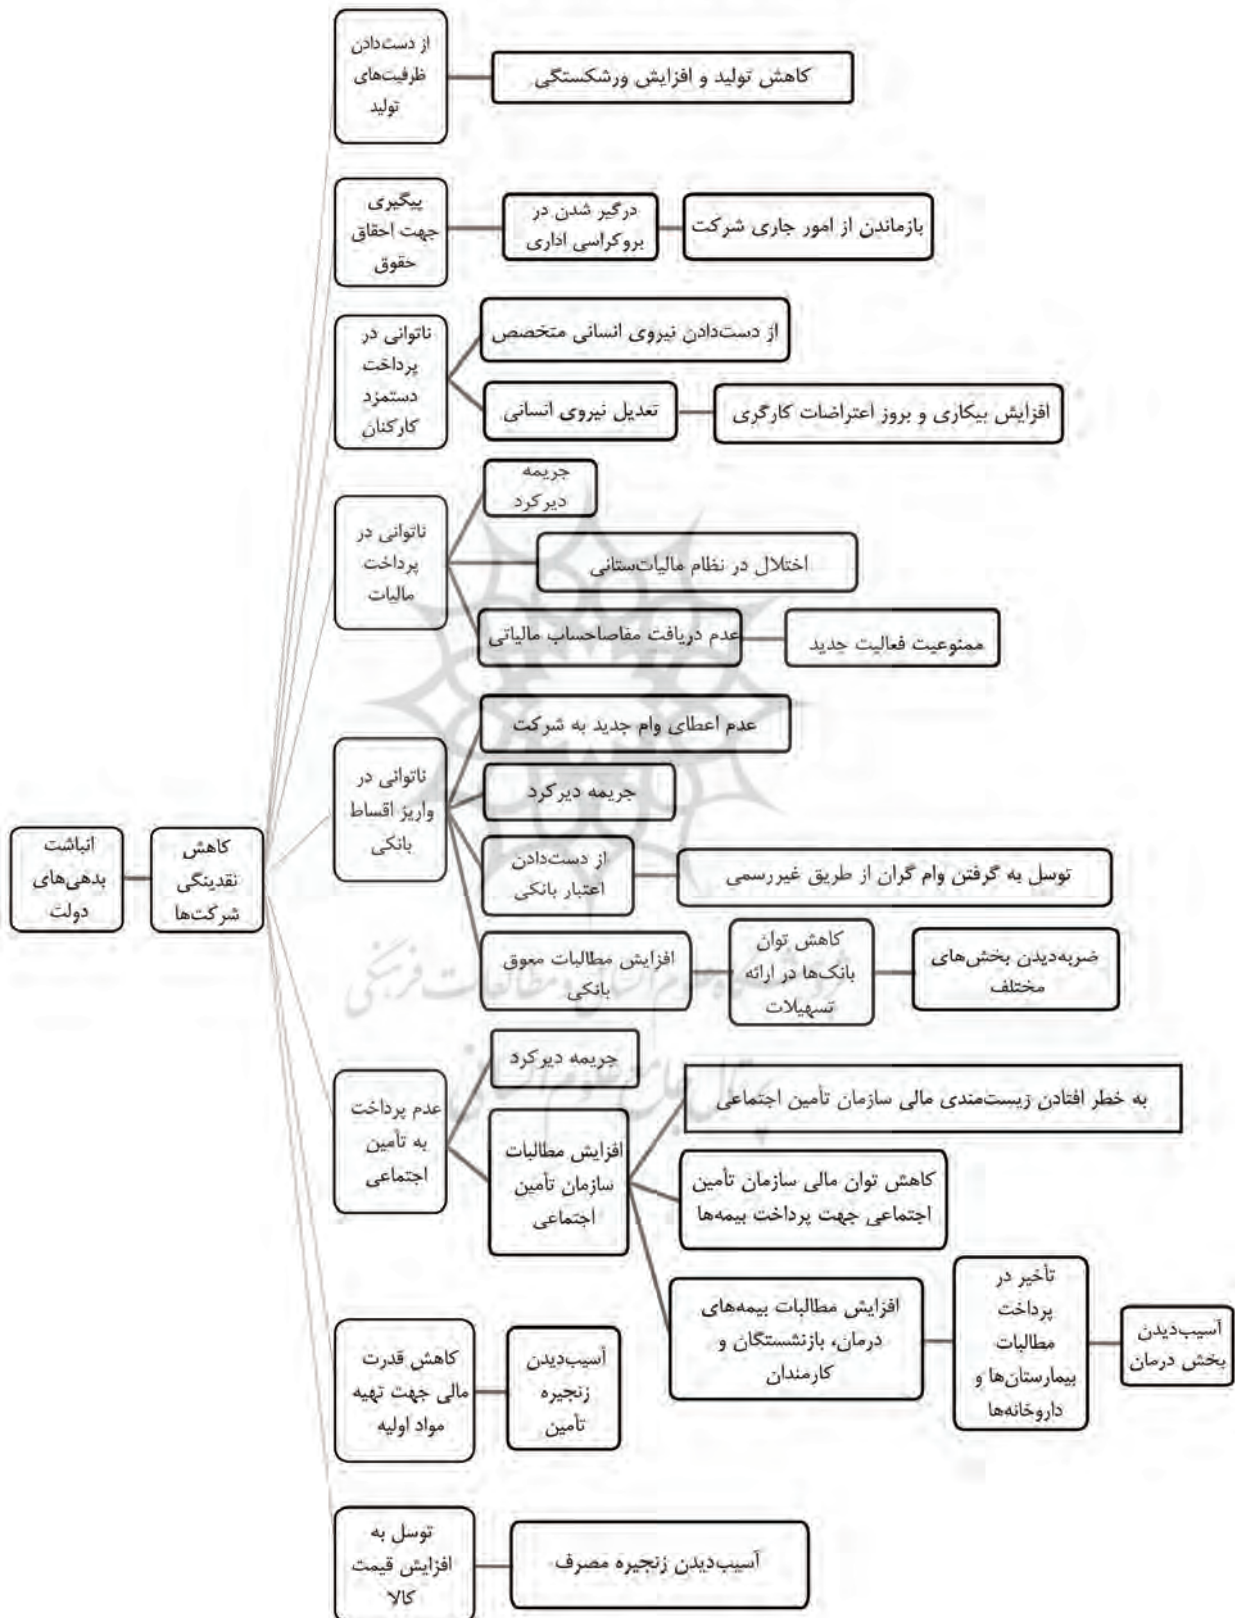 از دست‌دادن
ظرفیت‌های
تولید
کاهش تولید و افزایش ورشکستگی
پیگیری
جهت احقاق
حقوق
درگیر شدن در
بروکراسی اداری
بازماندن از امور جاری شرکت
ناتوانی در
پرداخت
دستمزد
کارکنان
از دست‌دادن نیروی انسانی متخصص
تعدیل نیروی انسانی
افزایش بیکاری و بروز اعتراضات کارگری
ناتوانی در
پرداخت
مالیات
جریمه
دیرکرد
اختلال در نظام مالیات‌ستانی
عدم دریافت مفاصاحساب مالیاتی
ممنوعیت فعالیت جدید
انباشت
بدهی‌های
دولت
کاهش
نقدینگی
شرکت‌ها
ناتوانی در
واریز اقساط
بانکی
عدم اعطای وام جدید به شرکت
جریمه دیرکرد
از دست‌دادن
اعتبار بانکی
توسل به گرفتن وام گران از طریق غیررسمی
افزایش مطالبات معوق
بانکی
کاهش توان
بانک‌ها در ارائه
تسهیلات
ضربه‌دیدن بخش‌های
مختلف
عدم پرداخت
به تأمین
اجتماعی
جریمه دیرکرد
افزایش مطالبات
سازمان تأمین
اجتماعی
به خطر افتادن زیست‌مندی مالی سازمان تأمین اجتماعی
کاهش توان مالی سازمان تأمین
اجتماعی جهت پرداخت بیمه‌ها
افزایش مطالبات بیمه‌های
درمان، بازنشستگان و
کارمندان
تأخیر در
پرداخت
مطالبات
بیمارستان‌ها و
داروخانه‌ها
آسیب‌دیدن
بخش درمان
کاهش قدرت
مالی جهت تهیه
مواد اولیه
آسیب‌دیدن
زنجیره
تأمین
توسل به
افزایش قیمت
کالا
آسیب‌دیدن زنجیره مصرف
پژوهشگاه علوم انسانی و مطالعات فرهنگی
پرتال جامع علوم انسانی